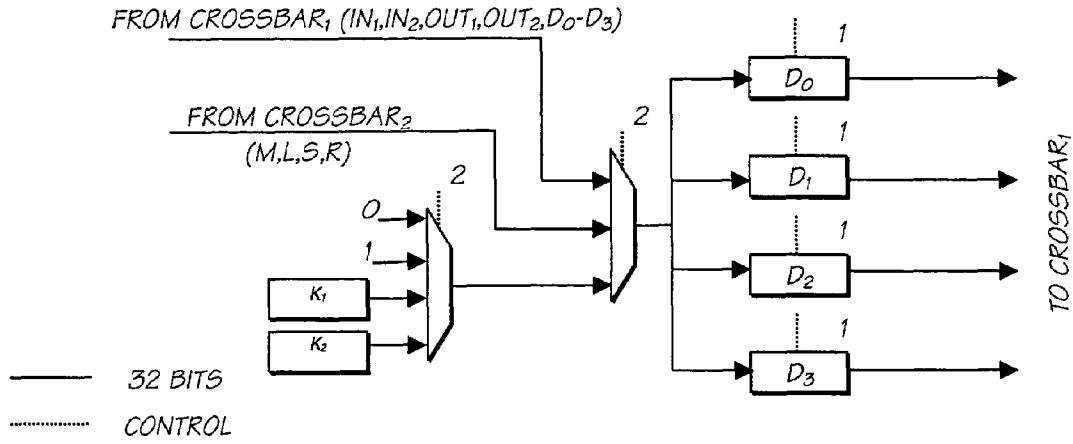 FROM CROSSBAR₁ (IN₁,IN₂,OUT₁,OUT₂,D₀-D₃)
1
D₀
FROM CROSSBAR₂
(M,L,S,R)
2
1
D₁
TO CROSSBAR₁
2
0
1
1
D₂
K₁
K₂
1
D₃
32 BITS
CONTROL